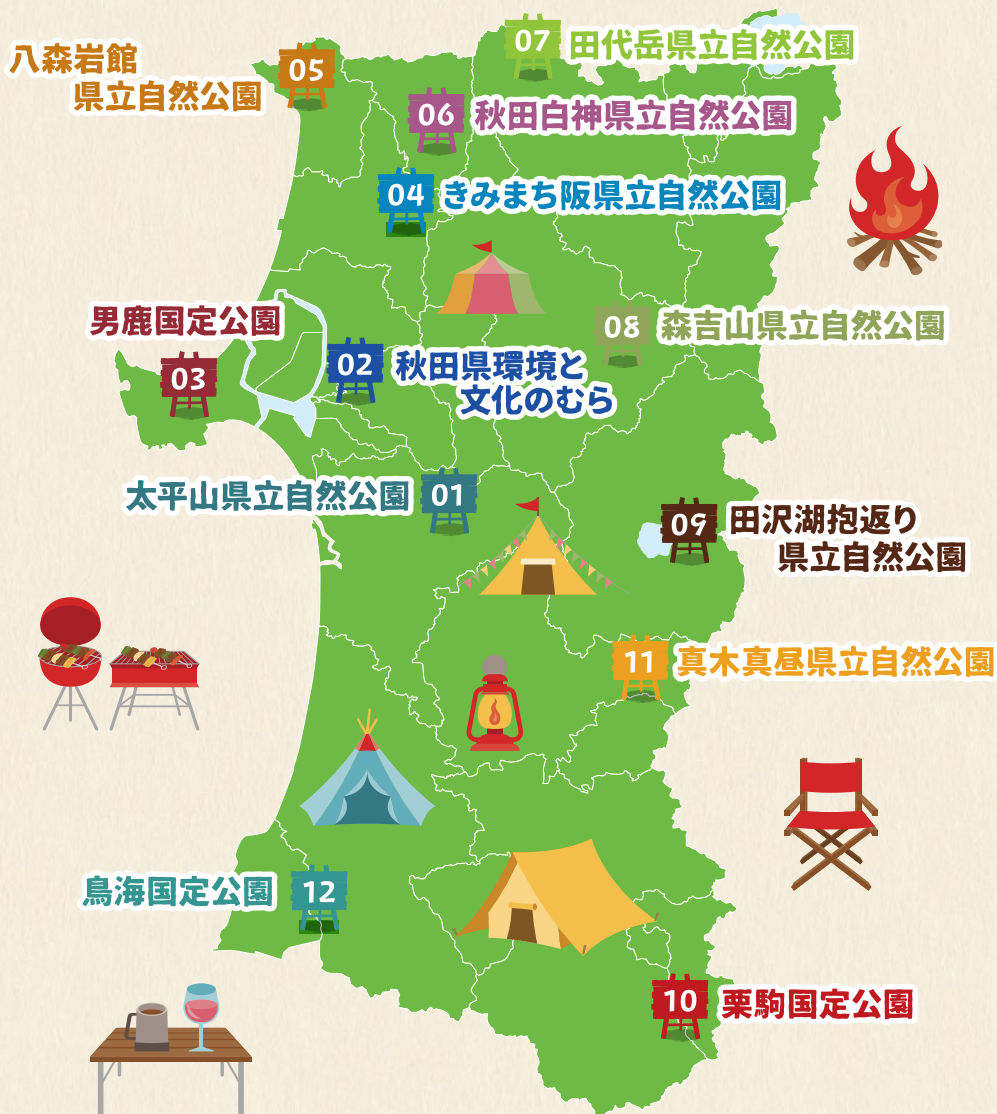 07 田代岳県立自然公園
八森岩館
県立自然公園
05
06 秋田白神県立自然公園
04 きみまち阪県立自然公園
男鹿国定公園
03
08 森吉山県立自然公園
02 秋田県環境と
文化のむら
太平山県立自然公園 01
09 田沢湖抱返り
県立自然公園
11 真木真昼県立自然公園
鳥海国定公園 12
10 栗駒国定公園